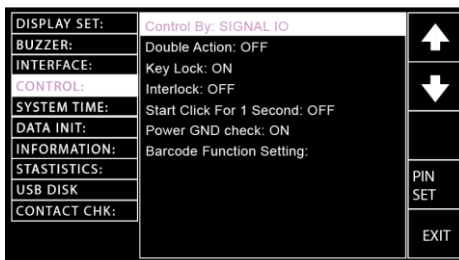 DISPLAY SET:
BUZZER:
INTERFACE:
CONTROL:
SYSTEM TIME:
DATA INIT:
INFORMATION:
STASTISTICS:
USB DISK
CONTACT CHK:
Control By: SIGNAL IO
Double Action: OFF
Key Lock: ON
Interlock: OFF
Start Click For 1 Second: OFF
Power GND check: ON
Barcode Function Setting:
PIN
SET
EXIT